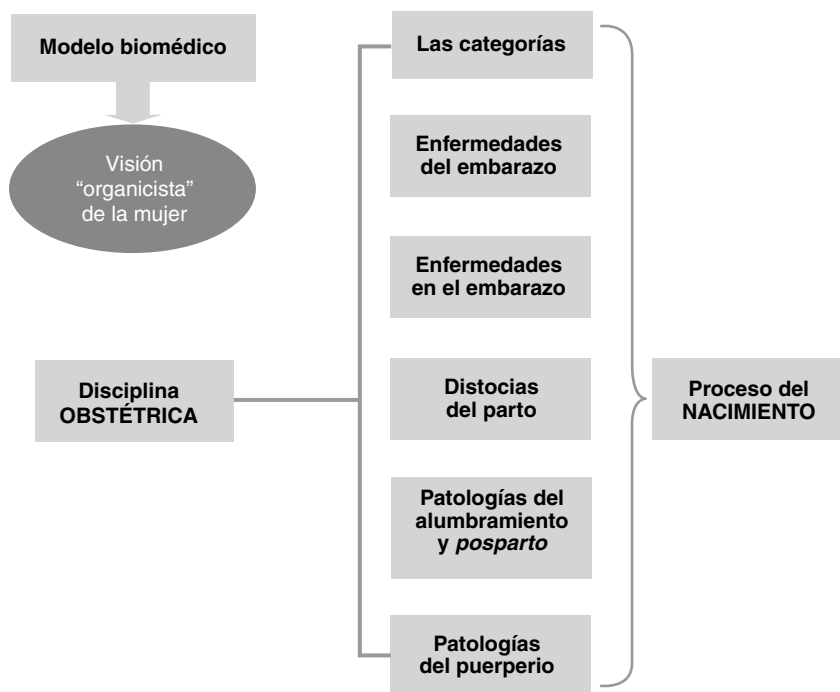 Modelo biomédico
Visión
“organicista”
de la mujer
Disciplina
OBSTÉTRICA
Las categorías
Enfermedades
del embarazo
Enfermedades
en el embarazo
Distocias
del parto
Patologías del
alumbramiento
y posparto
Patologías
del puerperio
Proceso del
NACIMIENTO